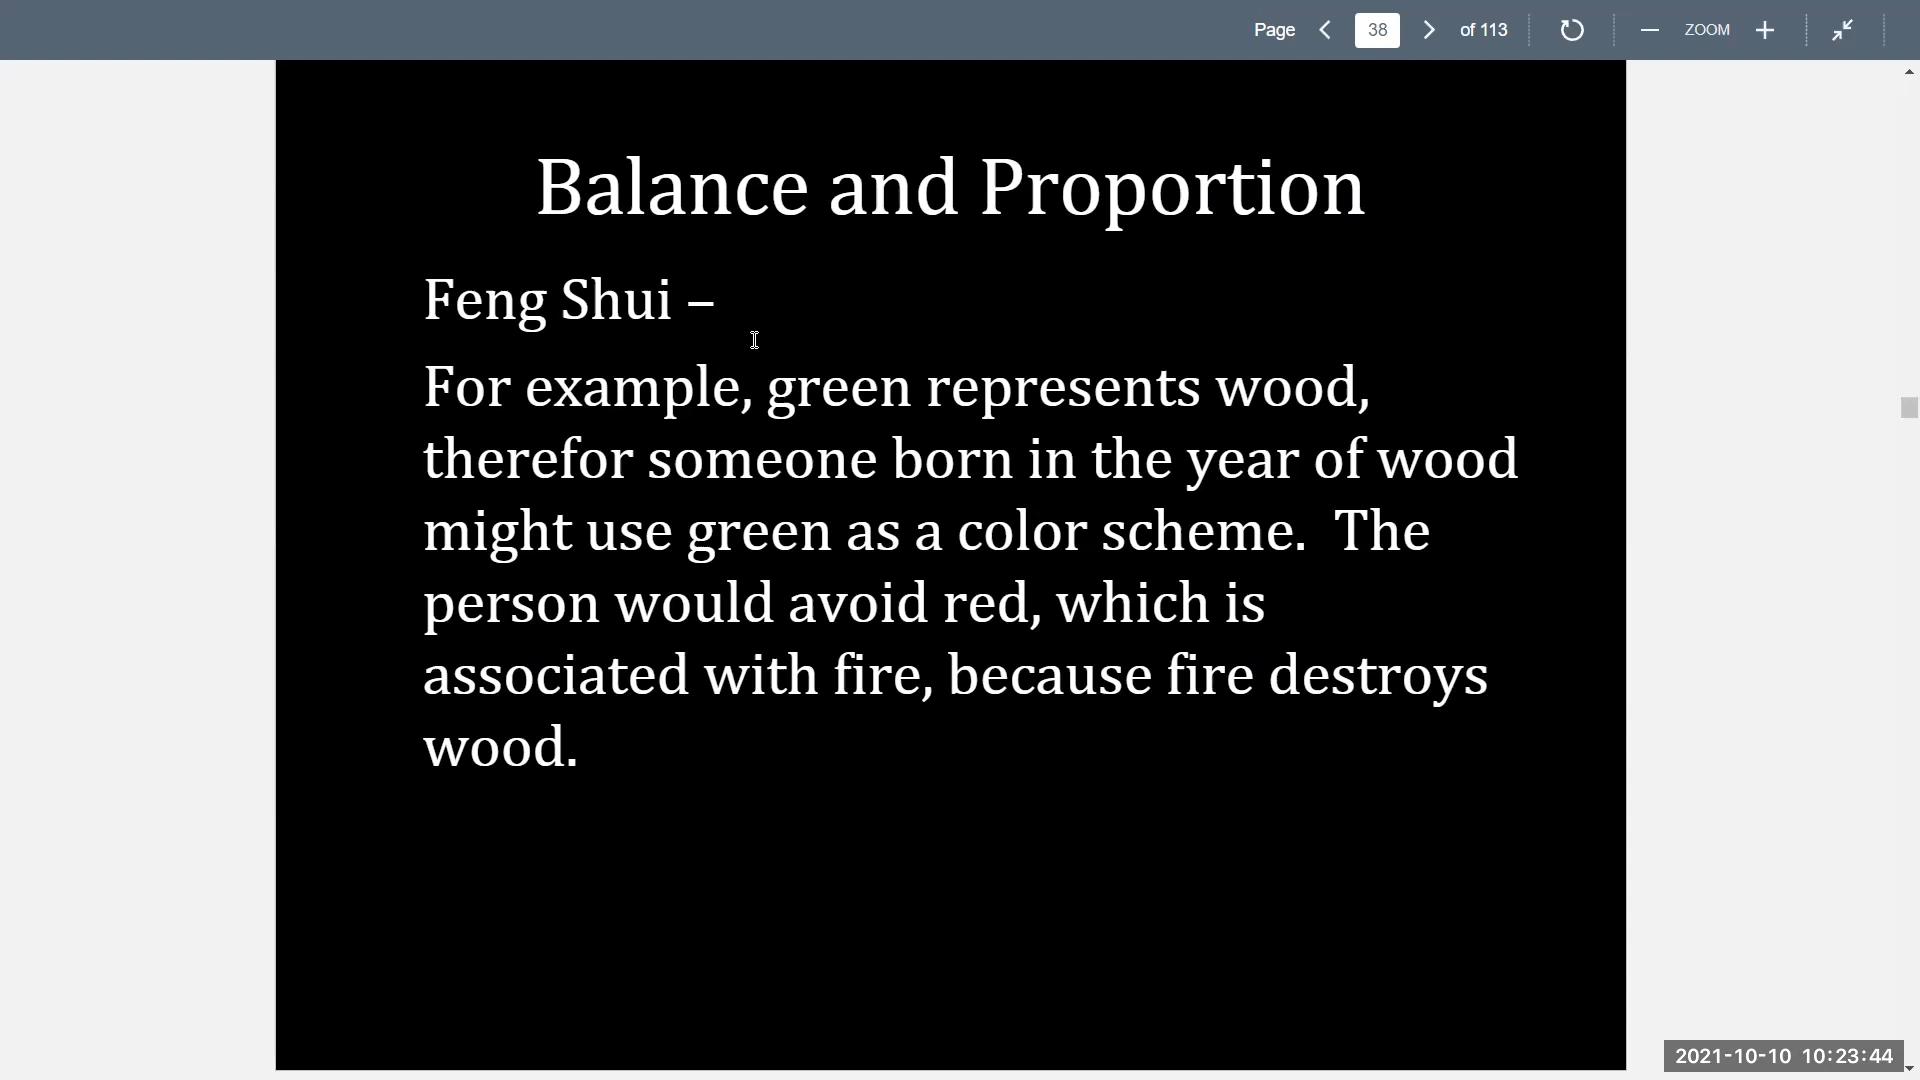 Page 38 of 113 ZOOM
Balance and Proportion
Feng Shui –
For example, green represents wood,
therefor someone born in the year of wood
might use green as a color scheme.  The
person would avoid red, which is
associated with fire, because fire destroys
wood.
2021-10-10 10:23:44